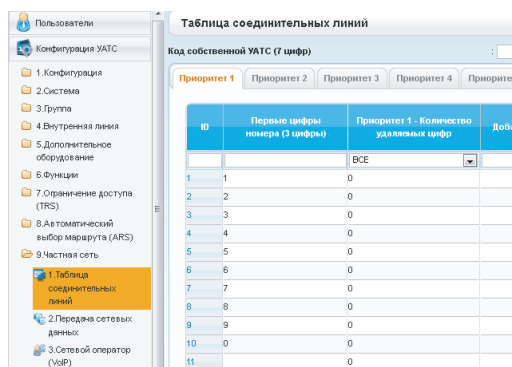 Пользователи
Конфигурация УАТС
1.Конфигурация
2.Система
3.Группа
4.Внутренняя линия
5.Дополнительное
оборудование
6.Функции
7.Ограничение доступа
(TRS)
8.Автоматический
выбор маршрута (ARS)
9.Частная сеть
1.Таблица
соединительных
линий
2.Передача сетевых
данных
3.Сетевой оператор
(VoIP)
Таблица соединительных линий
Код собственной УАТС (7 цифр) :
Приоритет 1 Приоритет 2 Приоритет 3 Приоритет 4 Приорите
ID Первые цифры номера (3 цифры) Приоритет 1 - Количество удаляемых цифр Доба
ВСЕ
1 1 0
2 2 0
3 3 0
4 4 0
5 5 0
6 6 0
7 7 0
8 8 0
9 9 0
10 0 0
11 0